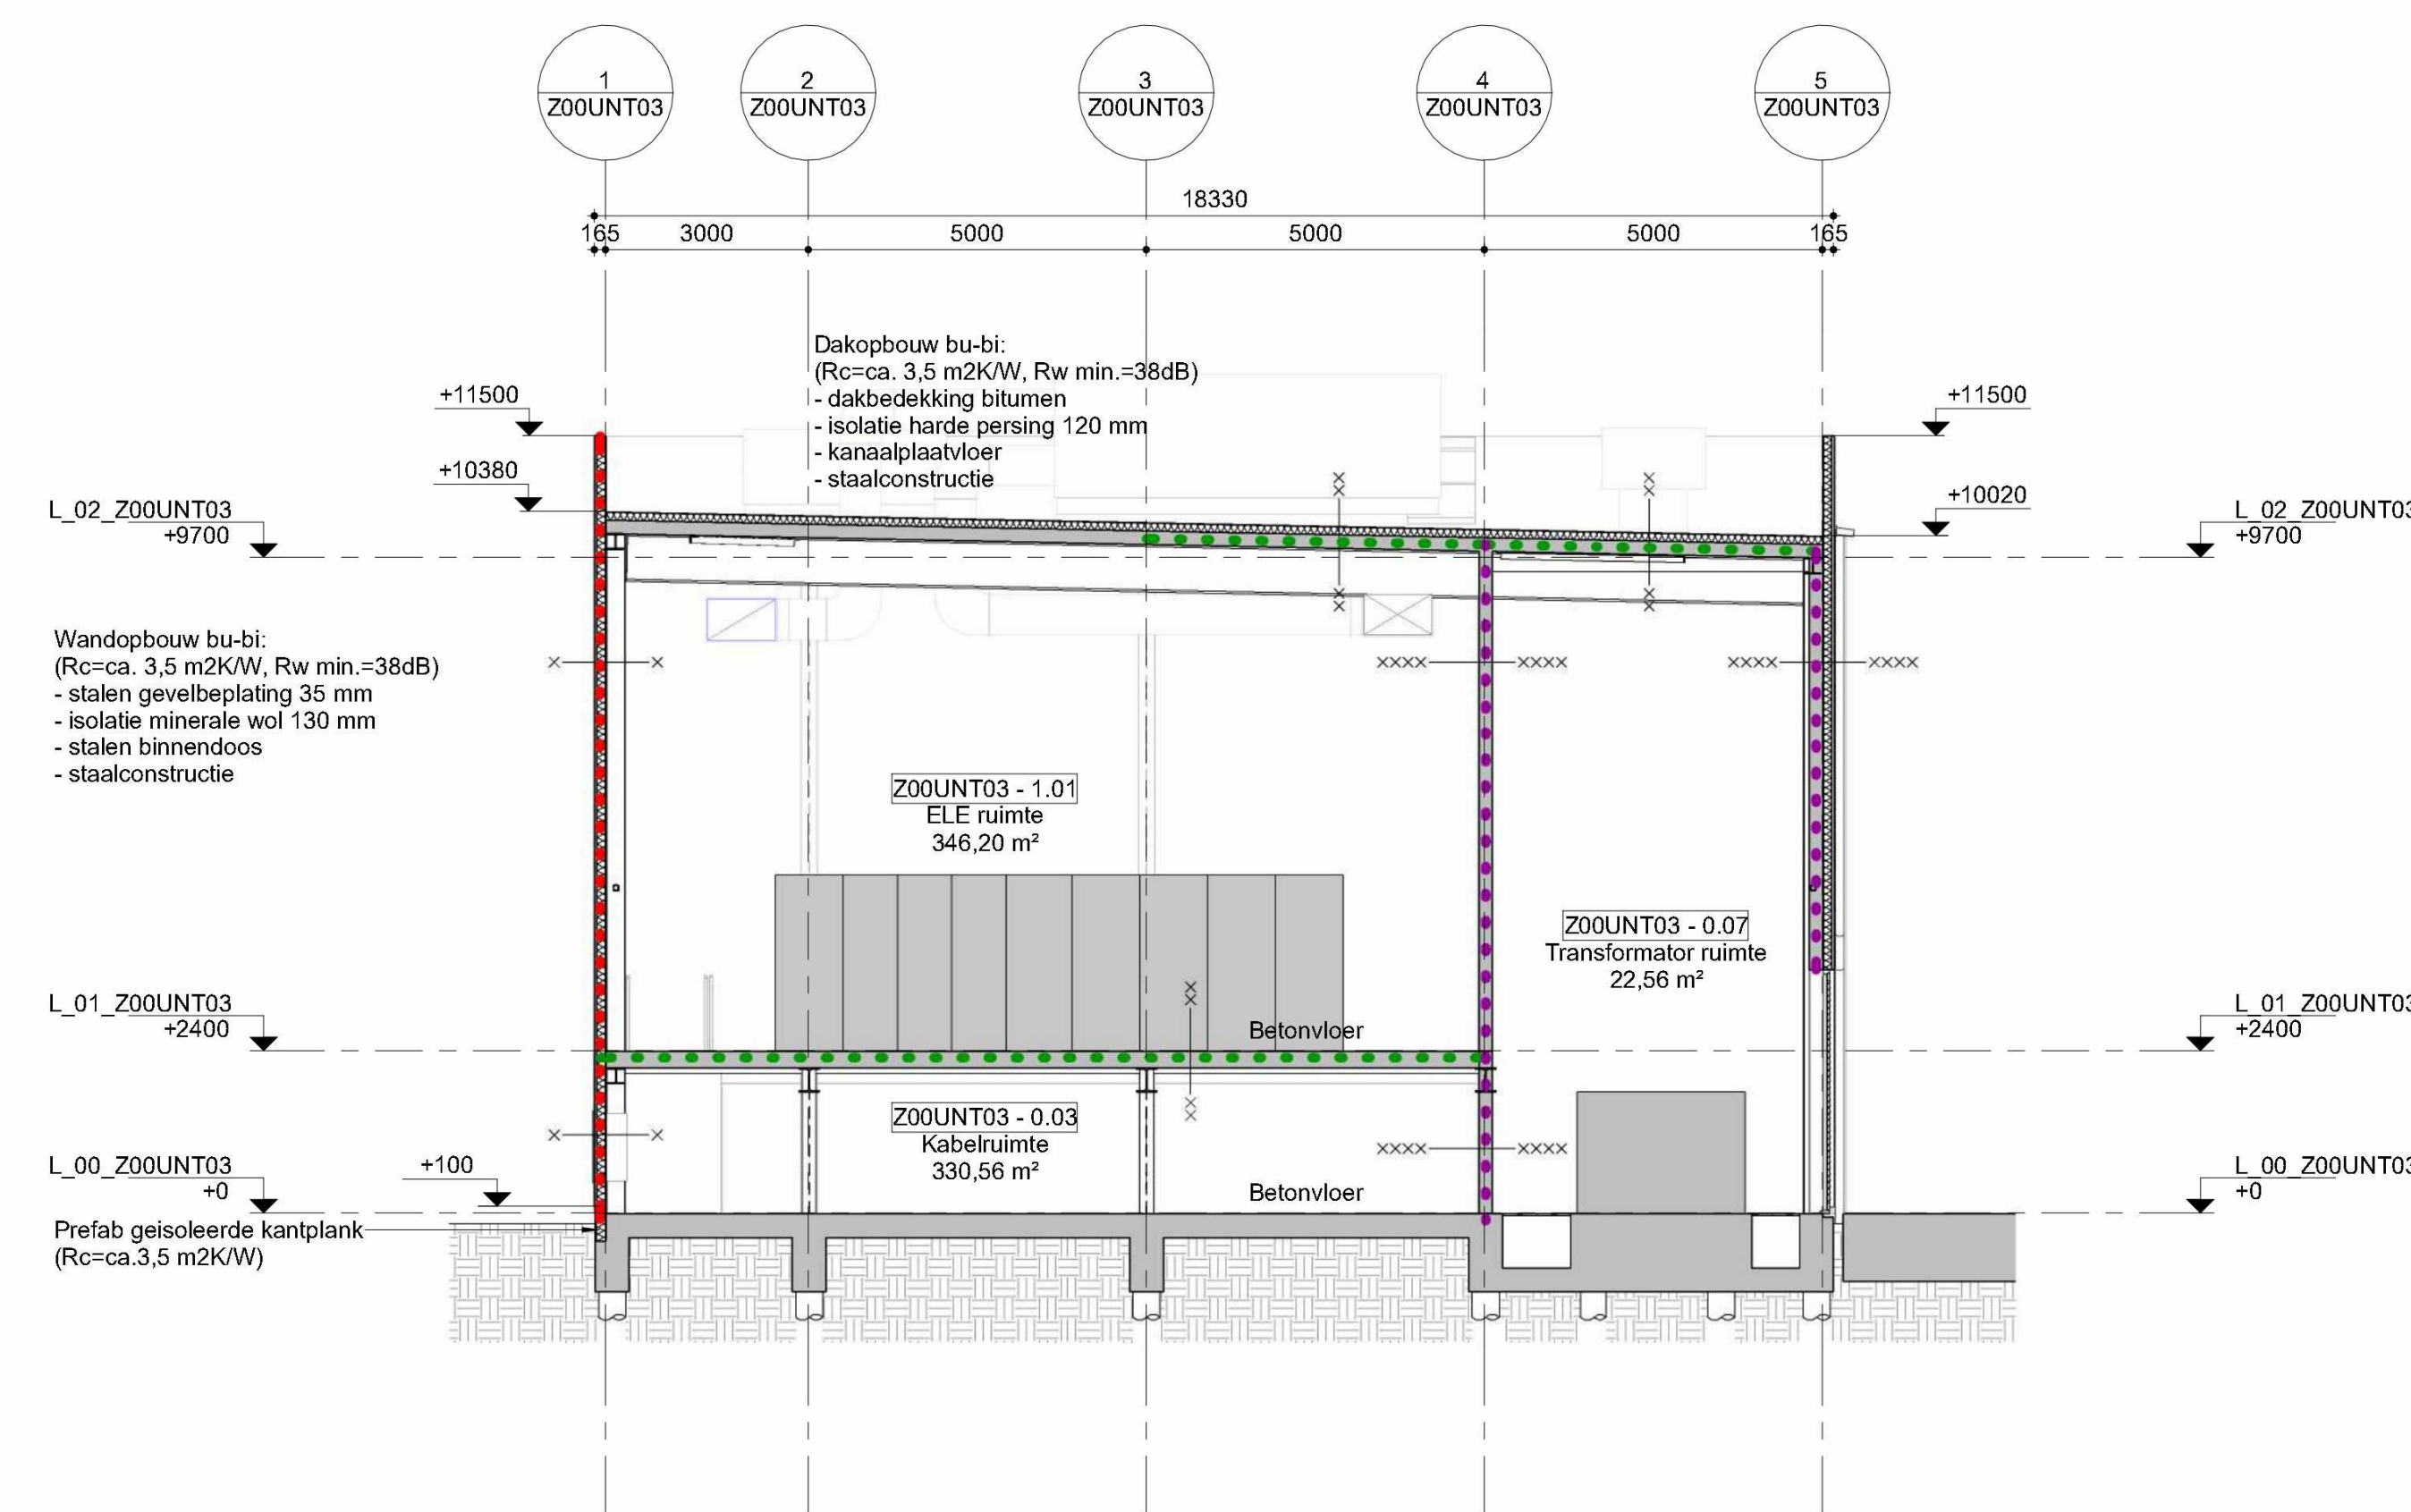 1
Z00UNT03
2
Z00UNT03
3
Z00UNT03
4
Z00UNT03
5
Z00UNT03
18330
165
3000
5000
5000
5000
165
Dakopbouw bu-bi:
(Rc=ca. 3,5 m2K/W, Rw min.=38dB)
- dakbedekking bitumen
- isolatie harde persing 120 mm
- kanaalplaatvloer
- staalconstructie
+11500
+11500
+10380
+10020
L_02_Z00UNT03
+9700
L_02_Z00UNT03
+9700
Wandopbouw bu-bi:
(Rc=ca. 3,5 m2K/W, Rw min.=38dB)
- stalen gevelbeplating 35 mm
- isolatie minerale wol 130 mm
- stalen binnendoos
- staalconstructie
Z00UNT03 - 1.01
ELE ruimte
346,20 m²
Z00UNT03 - 0.07
Transformator ruimte
22,56 m²
L_01_Z00UNT03
+2400
Betonvloer
L_01_Z00UNT03
+2400
Z00UNT03 - 0.03
Kabelruimte
330,56 m²
Betonvloer
L_00_Z00UNT03
+0
+100
L_00_Z00UNT03
+0
Prefab geisoleerde kantplank
(Rc=ca.3,5 m2K/W)